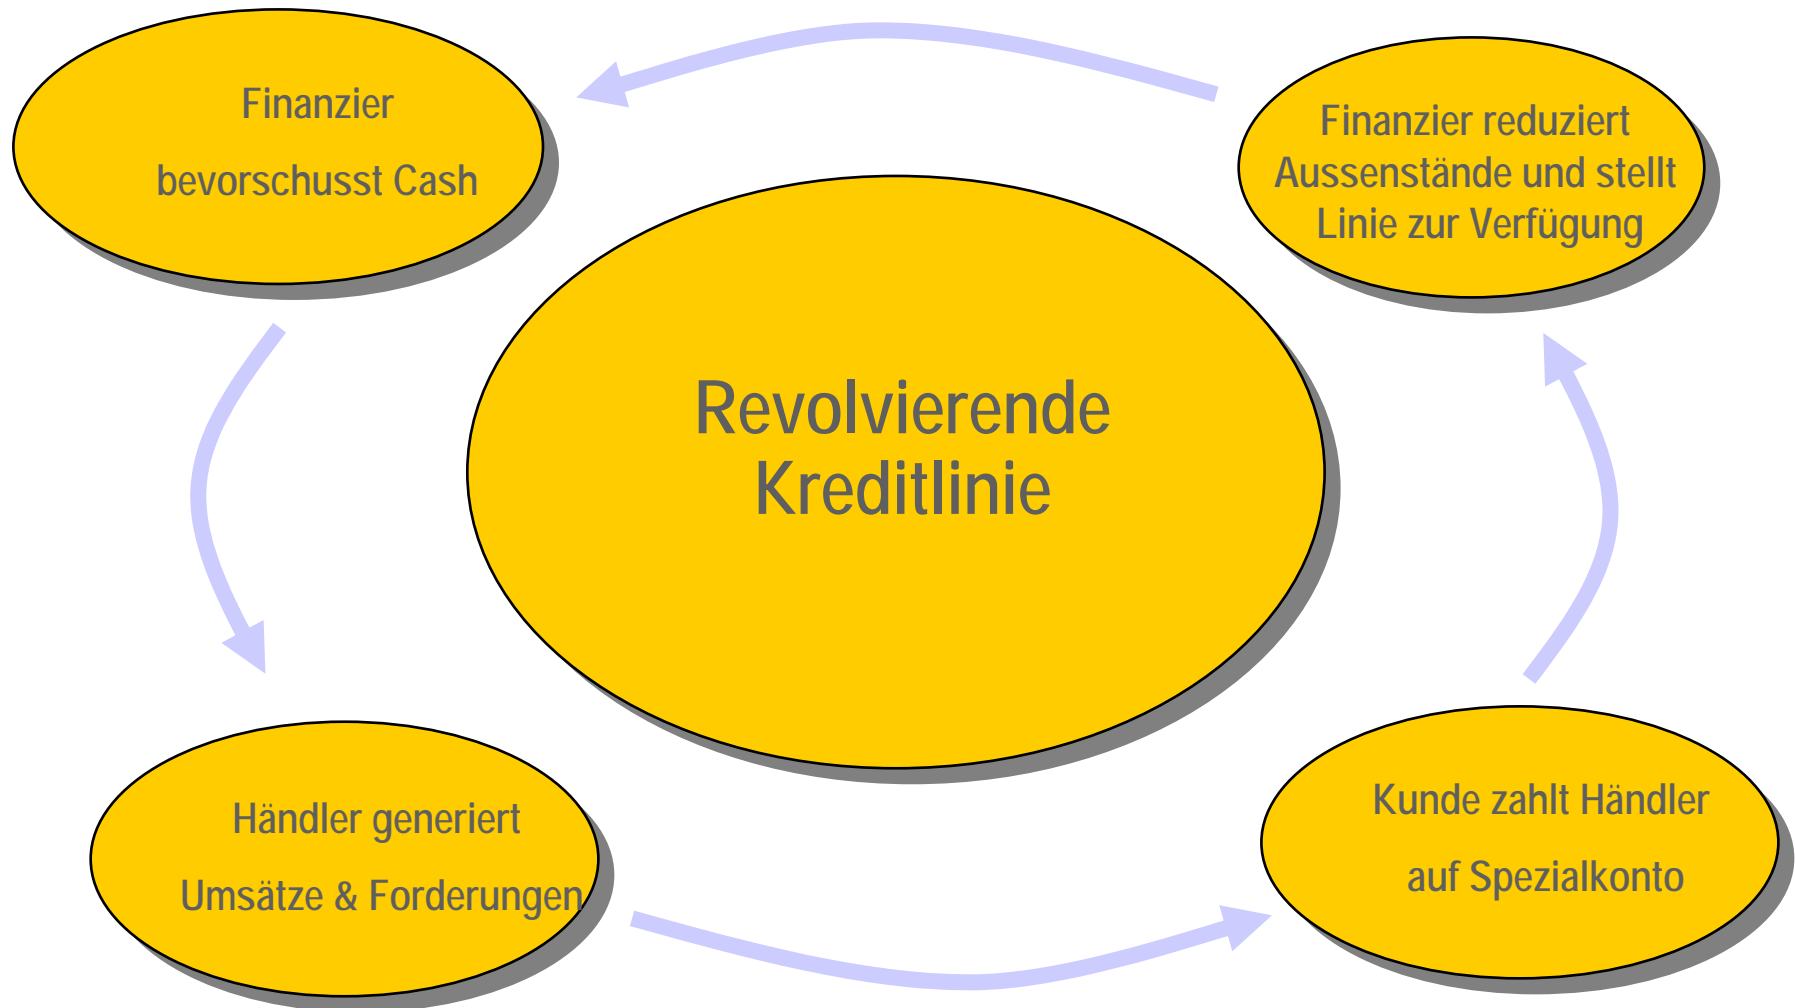 Finanzier
bevorschusst Cash
Finanzier reduziert
Aussenstände und stellt
Linie zur Verfügung
Revolvierende
Kreditlinie
Händler generiert
Umsätze & Forderungen
Kunde zahlt Händler
auf Spezialkonto